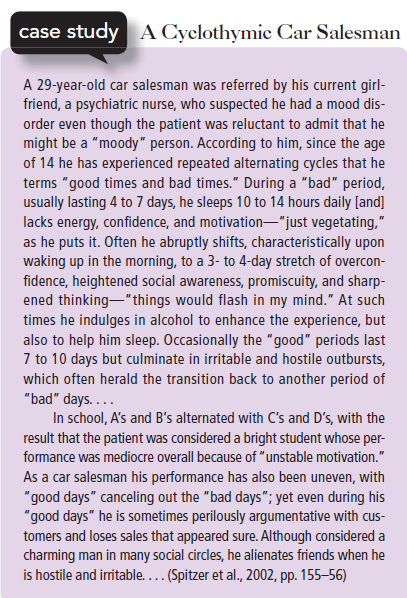 case study A Cyclothymic Car Salesman
A 29-year-old car salesman was referred by his current girl-
friend, a psychiatric nurse, who suspected he had a mood dis-
order even though the patient was reluctant to admit that he
might be a “moody” person. According to him, since the age
of 14 he has experienced repeated alternating cycles that he
terms “good times and bad times.” During a “bad” period,
usually lasting 4 to 7 days, he sleeps 10 to 14 hours daily [and]
lacks energy, confidence, and motivation—“just vegetating,”
as he puts it. Often he abruptly shifts, characteristically upon
waking up in the morning, to a 3- to 4-day stretch of overcon-
fidence, heightened social awareness, promiscuity, and sharp-
ened thinking—“things would flash in my mind.” At such
times he indulges in alcohol to enhance the experience, but
also to help him sleep. Occasionally the “good” periods last
7 to 10 days but culminate in irritable and hostile outbursts,
which often herald the transition back to another period of
“bad” days. . . .
In school, A’s and B’s alternated with C’s and D’s, with the
result that the patient was considered a bright student whose per-
formance was mediocre overall because of “unstable motivation.”
As a car salesman his performance has also been uneven, with
“good days” canceling out the “bad days”; yet even during his
“good days” he is sometimes perilously argumentative with cus-
tomers and loses sales that appeared sure. Although considered a
charming man in many social circles, he alienates friends when he
is hostile and irritable. . . . (Spitzer et al., 2002, pp. 155–56)